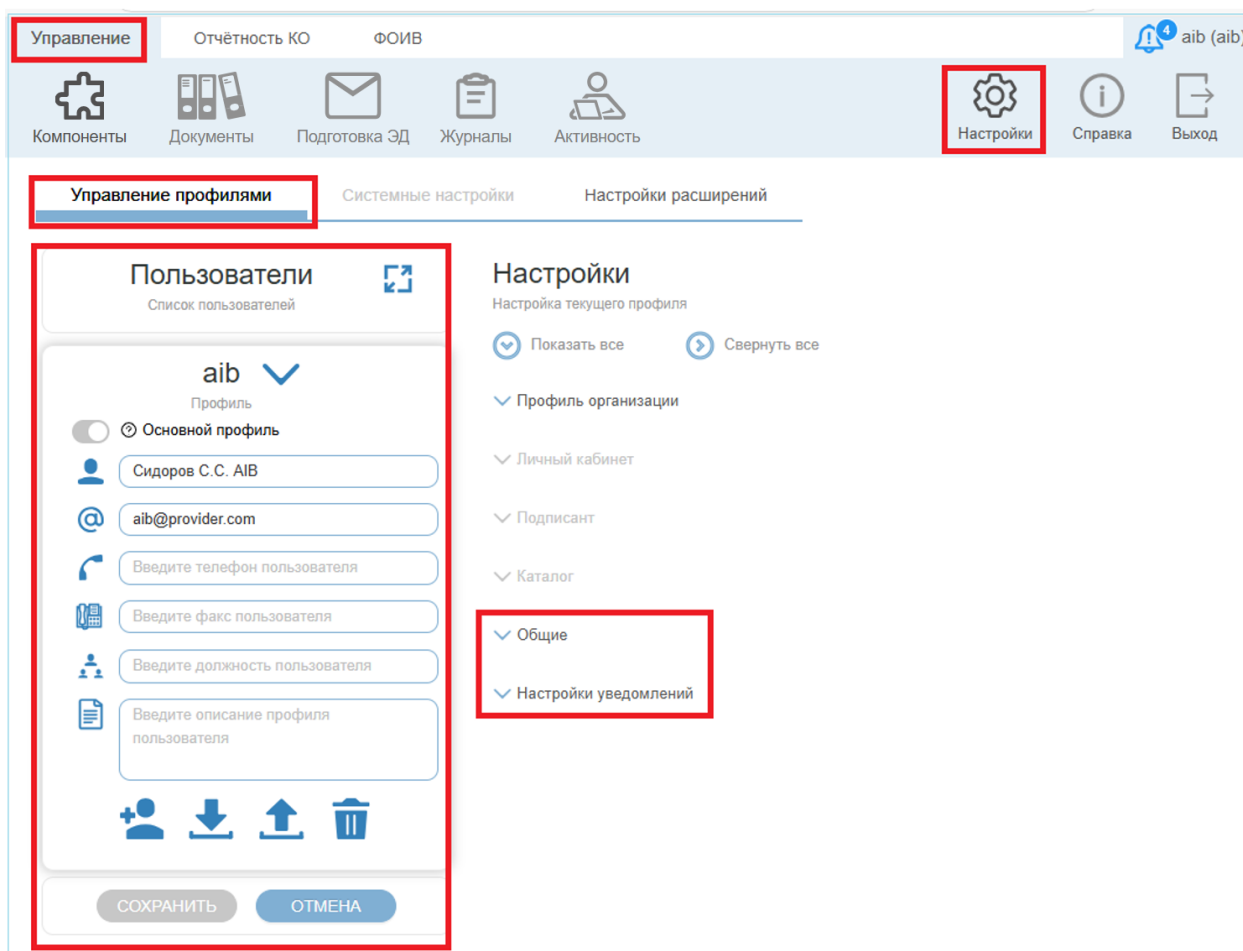 Управление
Отчётность КО
ФОИВ
4
aib (aib)
Компоненты
Документы
Подготовка ЭД
Журналы
Активность
Настройки
Справка
Выход
Управление профилями
Системные настройки
Настройки расширений
Пользователи
Список пользователей
aib
Профиль
Основной профиль
Сидоров С.С. AIB
aib@provider.com
Введите телефон пользователя
Введите факс пользователя
Введите должность пользователя
Введите описание профиля
пользователя
СОХРАНИТЬ
ОТМЕНА
Настройки
Настройка текущего профиля
Показать все
Свернуть все
Профиль организации
Личный кабинет
Подписант
Каталог
Общие
Настройки уведомлений